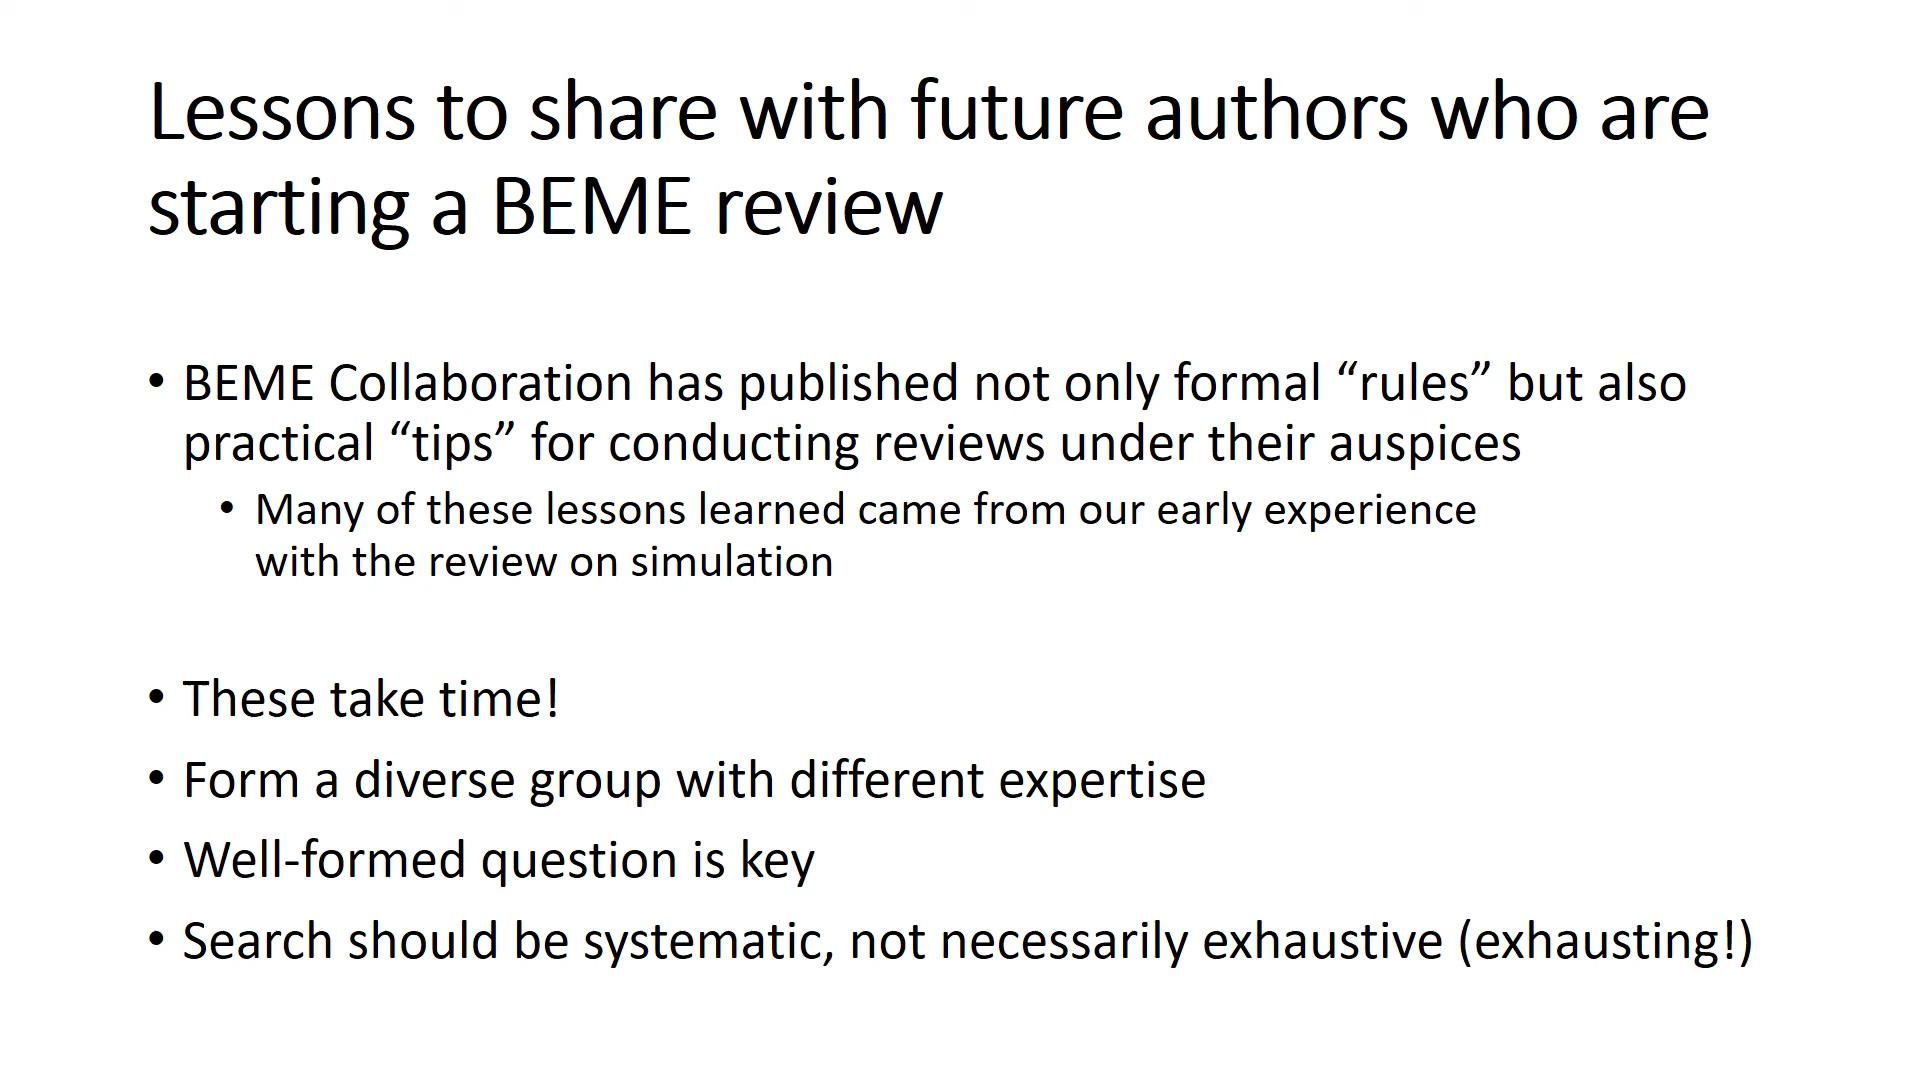 Lessons to share with future authors who are
starting a BEME review
• BEME Collaboration has published not only formal “rules” but also
practical “tips” for conducting reviews under their auspices
• Many of these lessons learned came from our early experience
with the review on simulation
• These take time!
• Form a diverse group with different expertise
• Well-formed question is key
• Search should be systematic, not necessarily exhaustive (exhausting!)